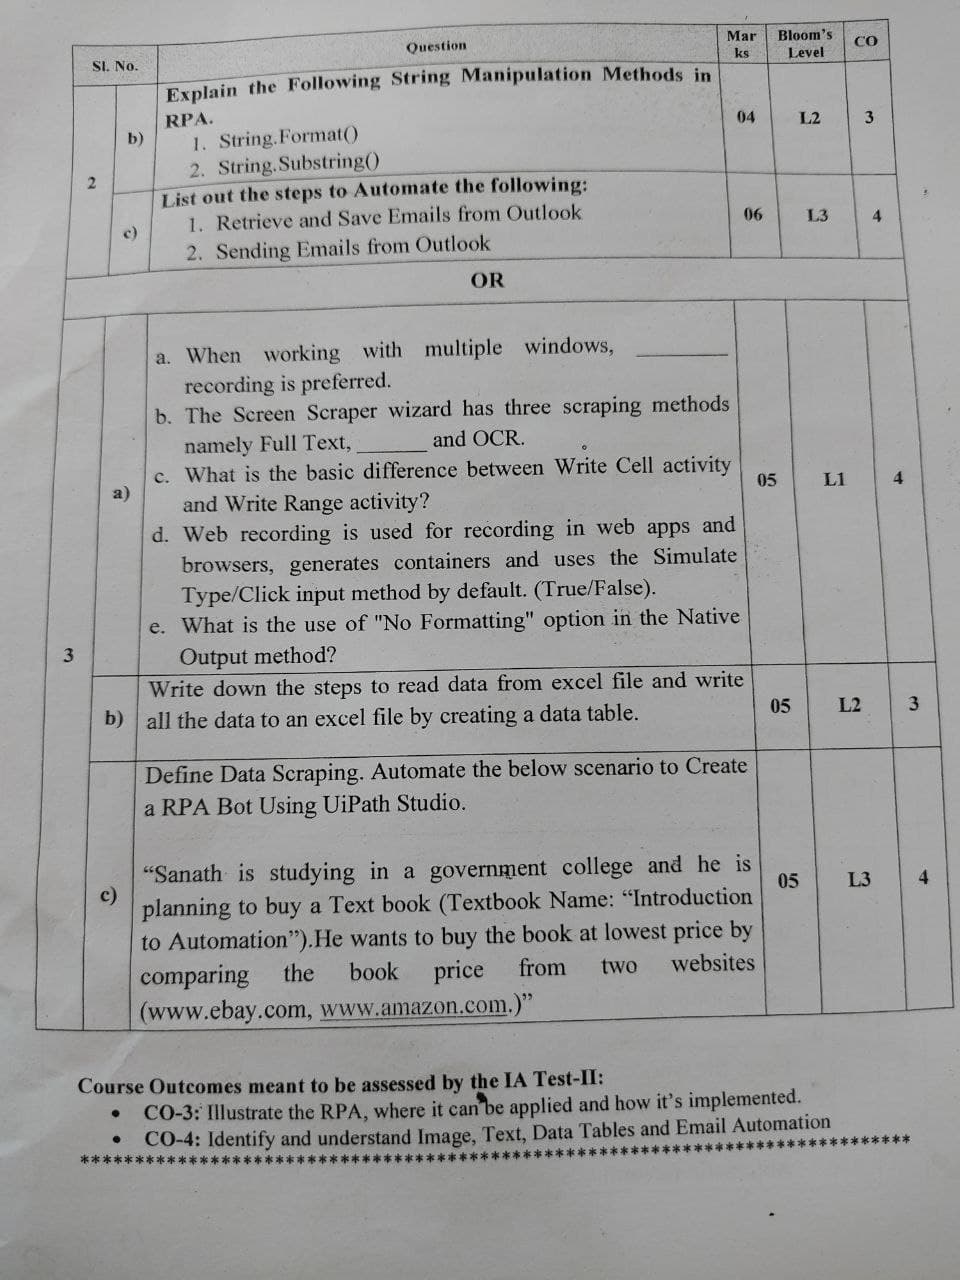 Sl. No. Question Mar ks Bloom's Level CO
2 b) Explain the Following String Manipulation Methods in
RPA. 04 L2 3
1. String.Format()
2. String.Substring()
c) List out the steps to Automate the following:
1. Retrieve and Save Emails from Outlook 06 L3 4
2. Sending Emails from Outlook
OR
3 a) a. When working with multiple windows, ________
recording is preferred.
b. The Screen Scraper wizard has three scraping methods
namely Full Text, ______ and OCR.
c. What is the basic difference between Write Cell activity 05 L1 4
and Write Range activity?
d. Web recording is used for recording in web apps and
browsers, generates containers and uses the Simulate
Type/Click input method by default. (True/False).
e. What is the use of "No Formatting" option in the Native
Output method?
b) Write down the steps to read data from excel file and write 05 L2 3
all the data to an excel file by creating a data table.
c) Define Data Scraping. Automate the below scenario to Create
a RPA Bot Using UiPath Studio.
“Sanath is studying in a government college and he is 05 L3 4
planning to buy a Text book (Textbook Name: “Introduction
to Automation”).He wants to buy the book at lowest price by
comparing the book price from two websites
(www.ebay.com, www.amazon.com.)”
Course Outcomes meant to be assessed by the IA Test-II:
• CO-3: Illustrate the RPA, where it can be applied and how it’s implemented.
• CO-4: Identify and understand Image, Text, Data Tables and Email Automation
********************************************************************************